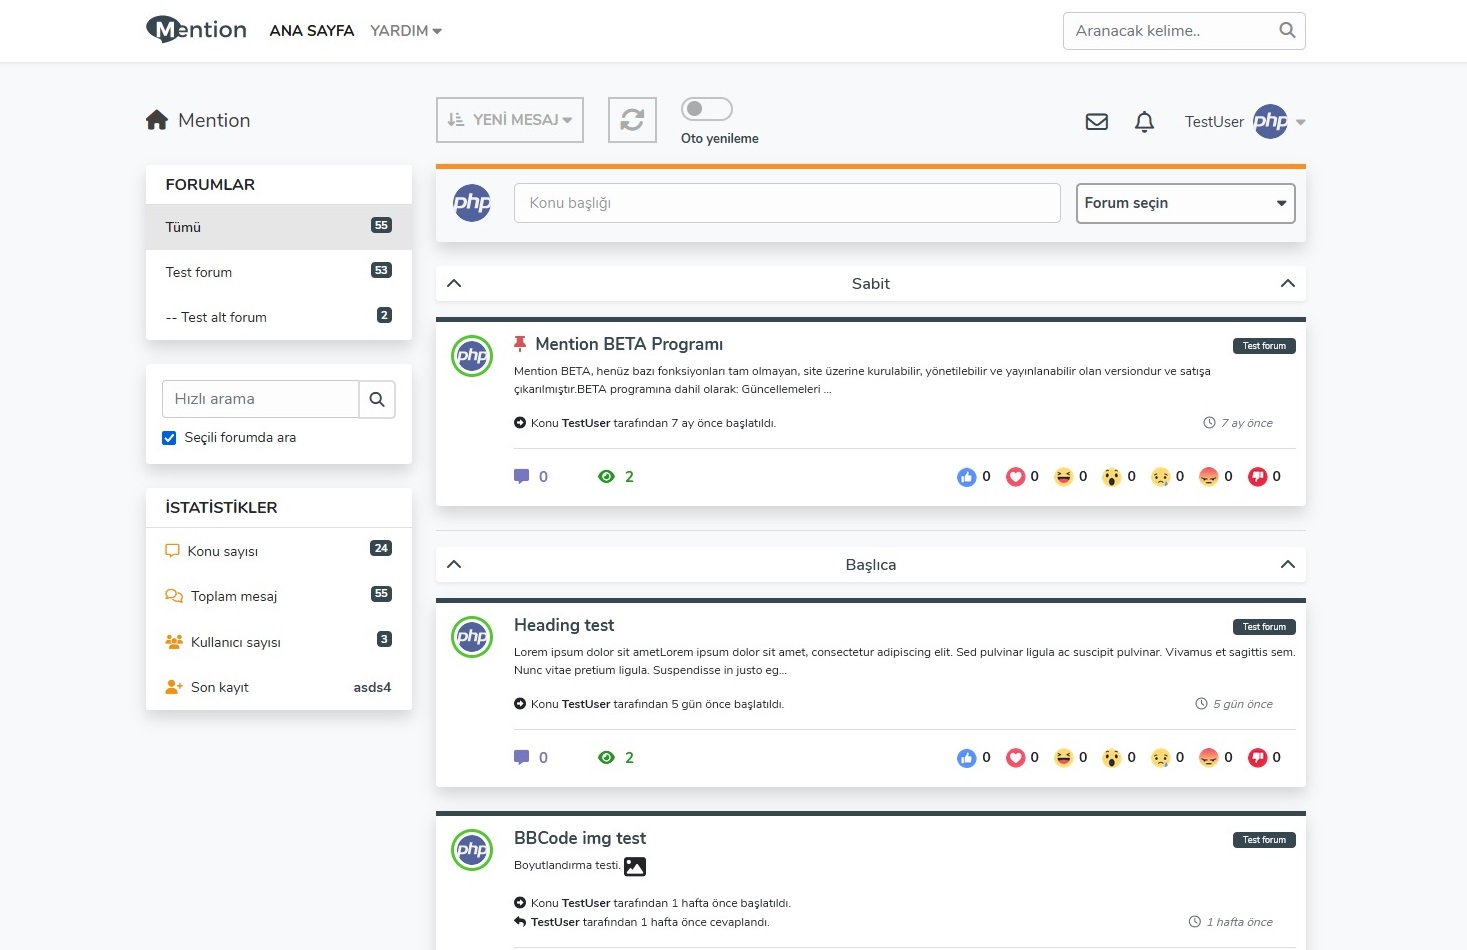 Mention
ANA SAYFA
YARDIM
Aranacak kelime..
Mention
YENİ MESAJ
Oto yenileme
TestUser
php
FORUMLAR
Tümü 55
Test forum 53
-- Test alt forum 2
Hızlı arama
Seçili forumda ara
İSTATİSTİKLER
Konu sayısı 24
Toplam mesaj 55
Kullanıcı sayısı 3
Son kayıt asds4
php
Konu başlığı
Forum seçin
Sabit
php
Mention BETA Programı
Test forum
Mention BETA, henüz bazı fonksiyonları tam olmayan, site üzerine kurulabilir, yönetilebilir ve yayınlanabilir olan versiondur ve satışa
çıkarılmıştır.BETA programına dahil olarak: Güncellemeleri ...
Konu TestUser tarafından 7 ay önce başlatıldı.
7 ay önce
0 2 0 0 0 0 0 0 0
Başlıca
php
Heading test
Test forum
Lorem ipsum dolor sit ametLorem ipsum dolor sit amet, consectetur adipiscing elit. Sed pulvinar ligula ac suscipit pulvinar. Vivamus et sagittis sem.
Nunc vitae pretium ligula. Suspendisse in justo eg...
Konu TestUser tarafından 5 gün önce başlatıldı.
5 gün önce
0 2 0 0 0 0 0 0 0
php
BBCode img test
Test forum
Boyutlandırma testi.
Konu TestUser tarafından 1 hafta önce başlatıldı.
TestUser tarafından 1 hafta önce cevaplandı.
1 hafta önce